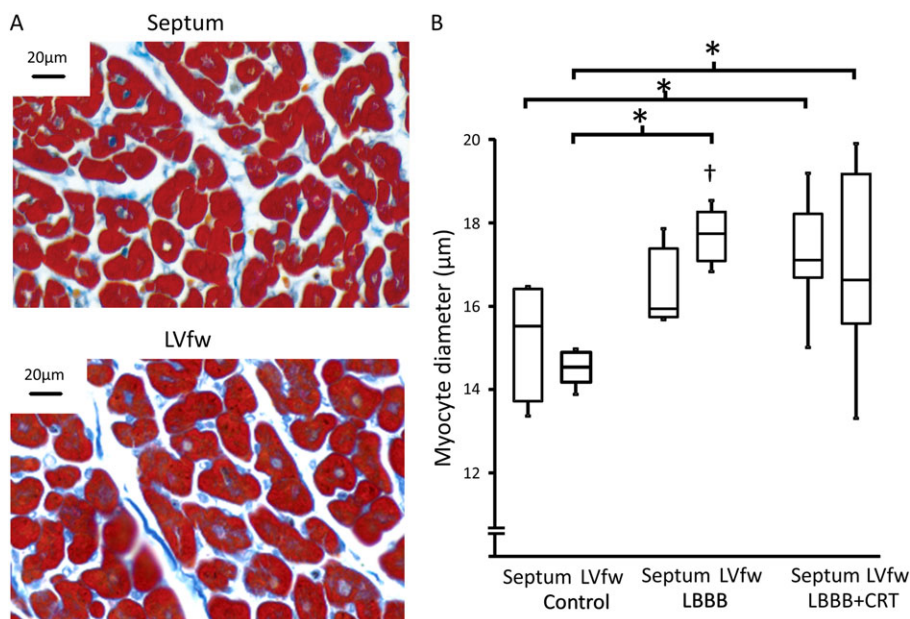 A
Septum
20μm
LVfw
20μm
B
*
*
*
†
Myocyte diameter (μm)
20
18
16
14
12
Septum LVfw Septum LVfw Septum LVfw
Control LBBB LBBB+CRT